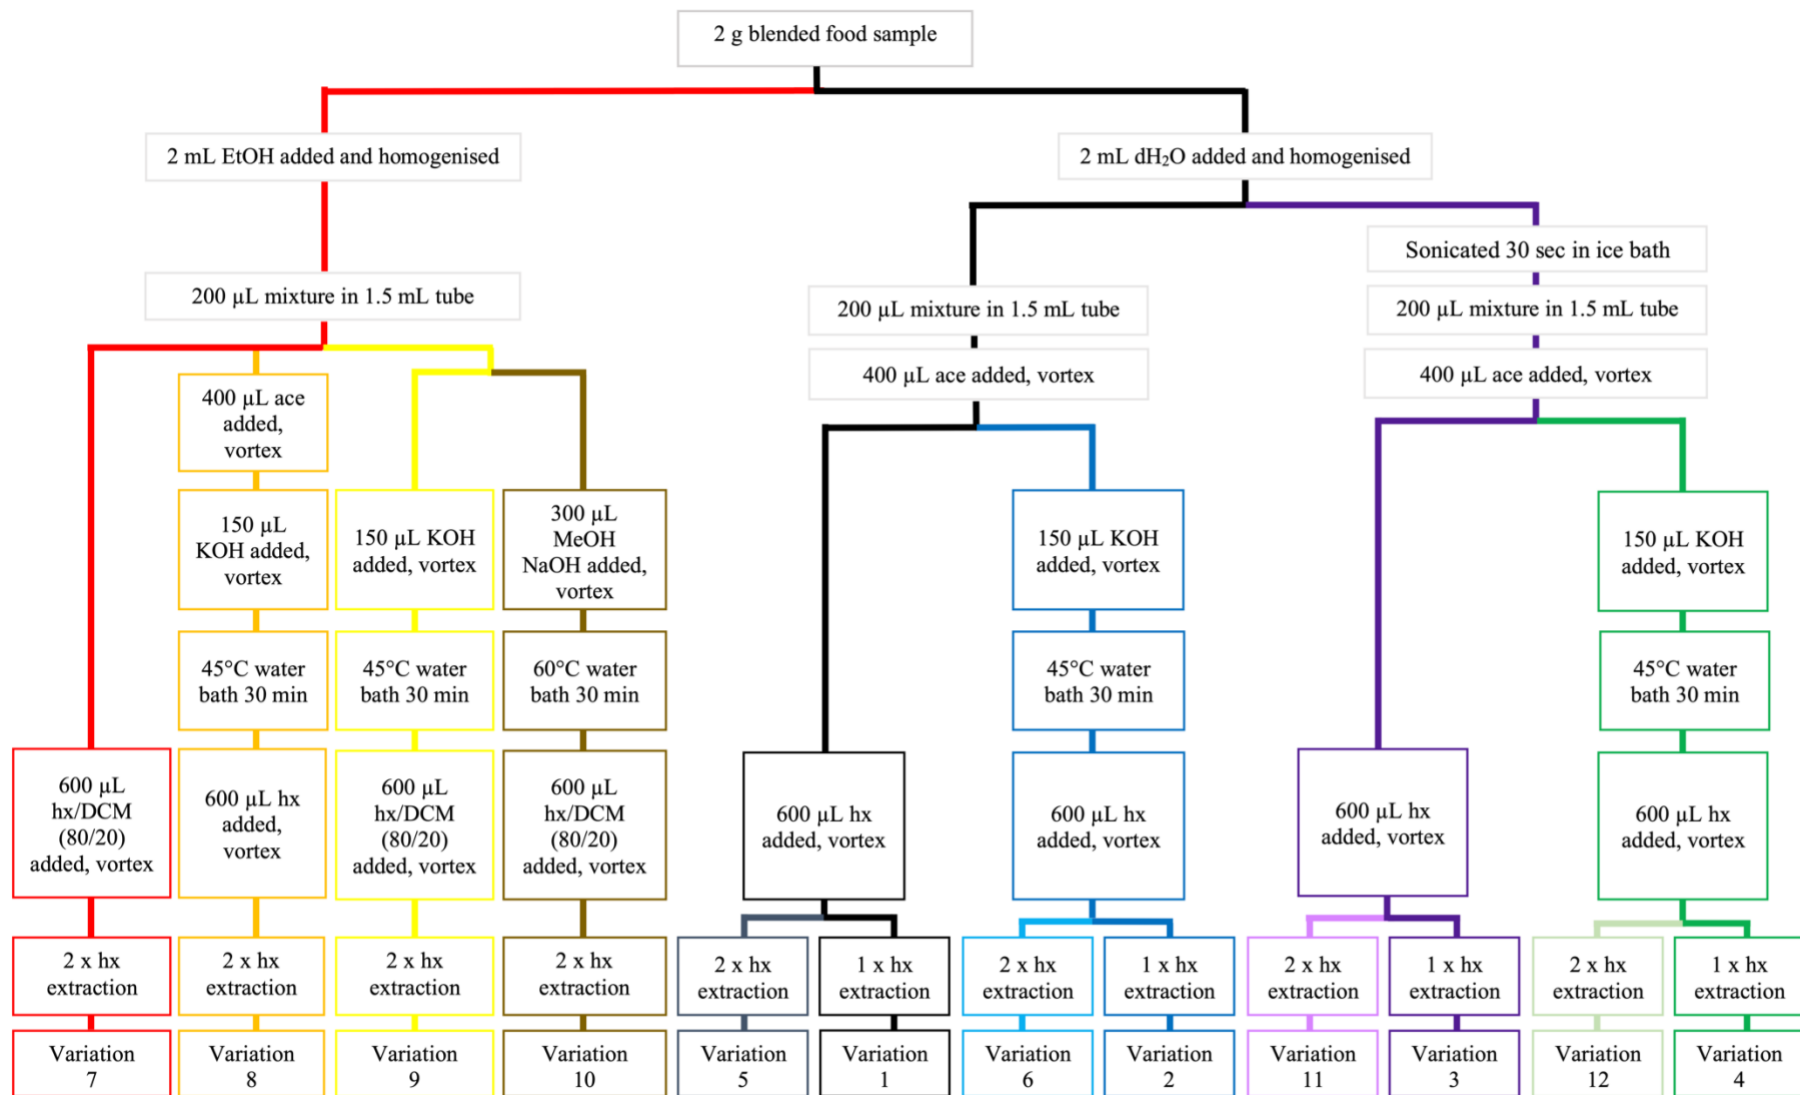 2 g blended food sample
2 mL EtOH added and homogenised
2 mL dH₂O added and homogenised
Sonicated 30 sec in ice bath
200 µL mixture in 1.5 mL tube
200 µL mixture in 1.5 mL tube
200 µL mixture in 1.5 mL tube
400 µL ace added, vortex
400 µL ace added, vortex
400 µL ace
added,
vortex
150 µL
KOH added,
vortex
150 µL KOH
added, vortex
300 µL
MeOH
NaOH added,
vortex
150 µL KOH
added, vortex
150 µL KOH
added, vortex
45°C water
bath 30 min
45°C water
bath 30 min
60°C water
bath 30 min
45°C water
bath 30 min
45°C water
bath 30 min
600 µL
hx/DCM
(80/20)
added, vortex
600 µL hx
added,
vortex
600 µL
hx/DCM
(80/20)
added, vortex
600 µL
hx/DCM
(80/20)
added, vortex
600 µL hx
added, vortex
600 µL hx
added, vortex
600 µL hx
added, vortex
600 µL hx
added, vortex
2 x hx
extraction
2 x hx
extraction
2 x hx
extraction
2 x hx
extraction
2 x hx
extraction
1 x hx
extraction
2 x hx
extraction
1 x hx
extraction
2 x hx
extraction
1 x hx
extraction
2 x hx
extraction
1 x hx
extraction
Variation
7
Variation
8
Variation
9
Variation
10
Variation
5
Variation
1
Variation
6
Variation
2
Variation
11
Variation
3
Variation
12
Variation
4